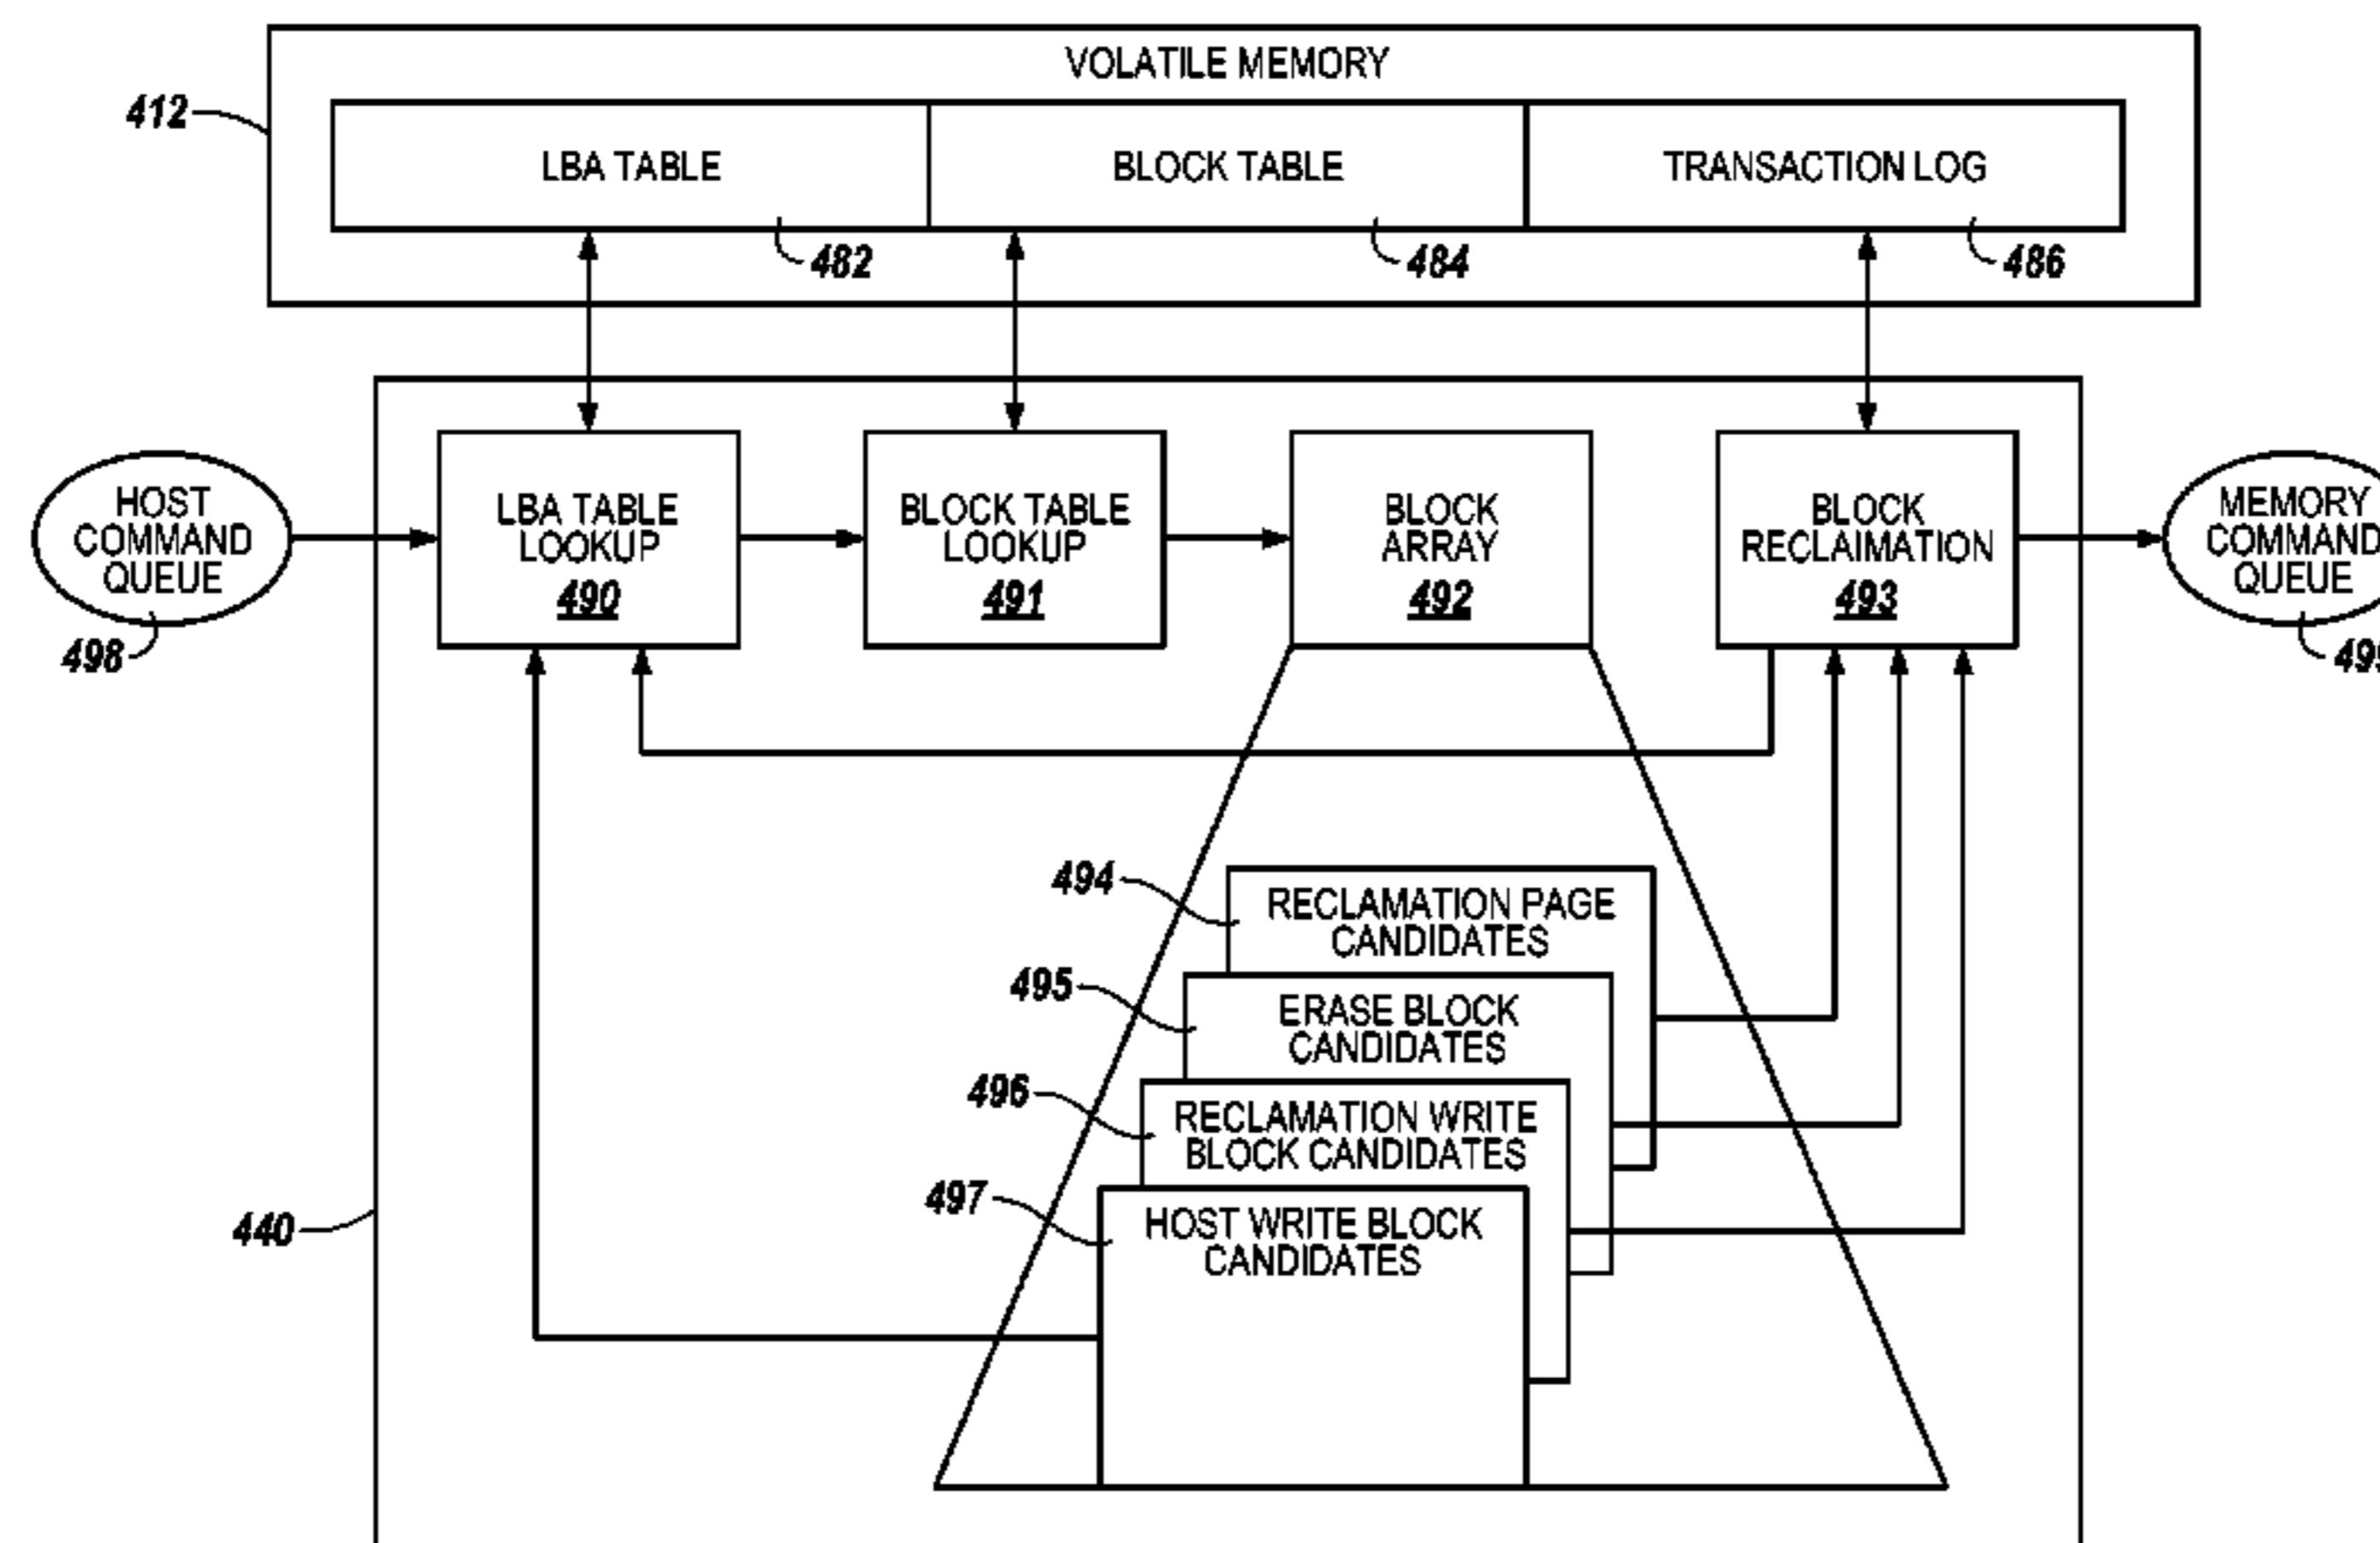 VOLATILE MEMORY
412
LBA TABLE
BLOCK TABLE
TRANSACTION LOG
482
484
486
HOST
COMMAND
QUEUE
498
LBA TABLE
LOOKUP
490
BLOCK TABLE
LOOKUP
491
BLOCK
ARRAY
492
BLOCK
RECLAIMATION
493
MEMORY
COMMAND
QUEUE
494
RECLAMATION PAGE
CANDIDATES
495
ERASE BLOCK
CANDIDATES
496
RECLAMATION WRITE
BLOCK CANDIDATES
497
HOST WRITE BLOCK
CANDIDATES
440